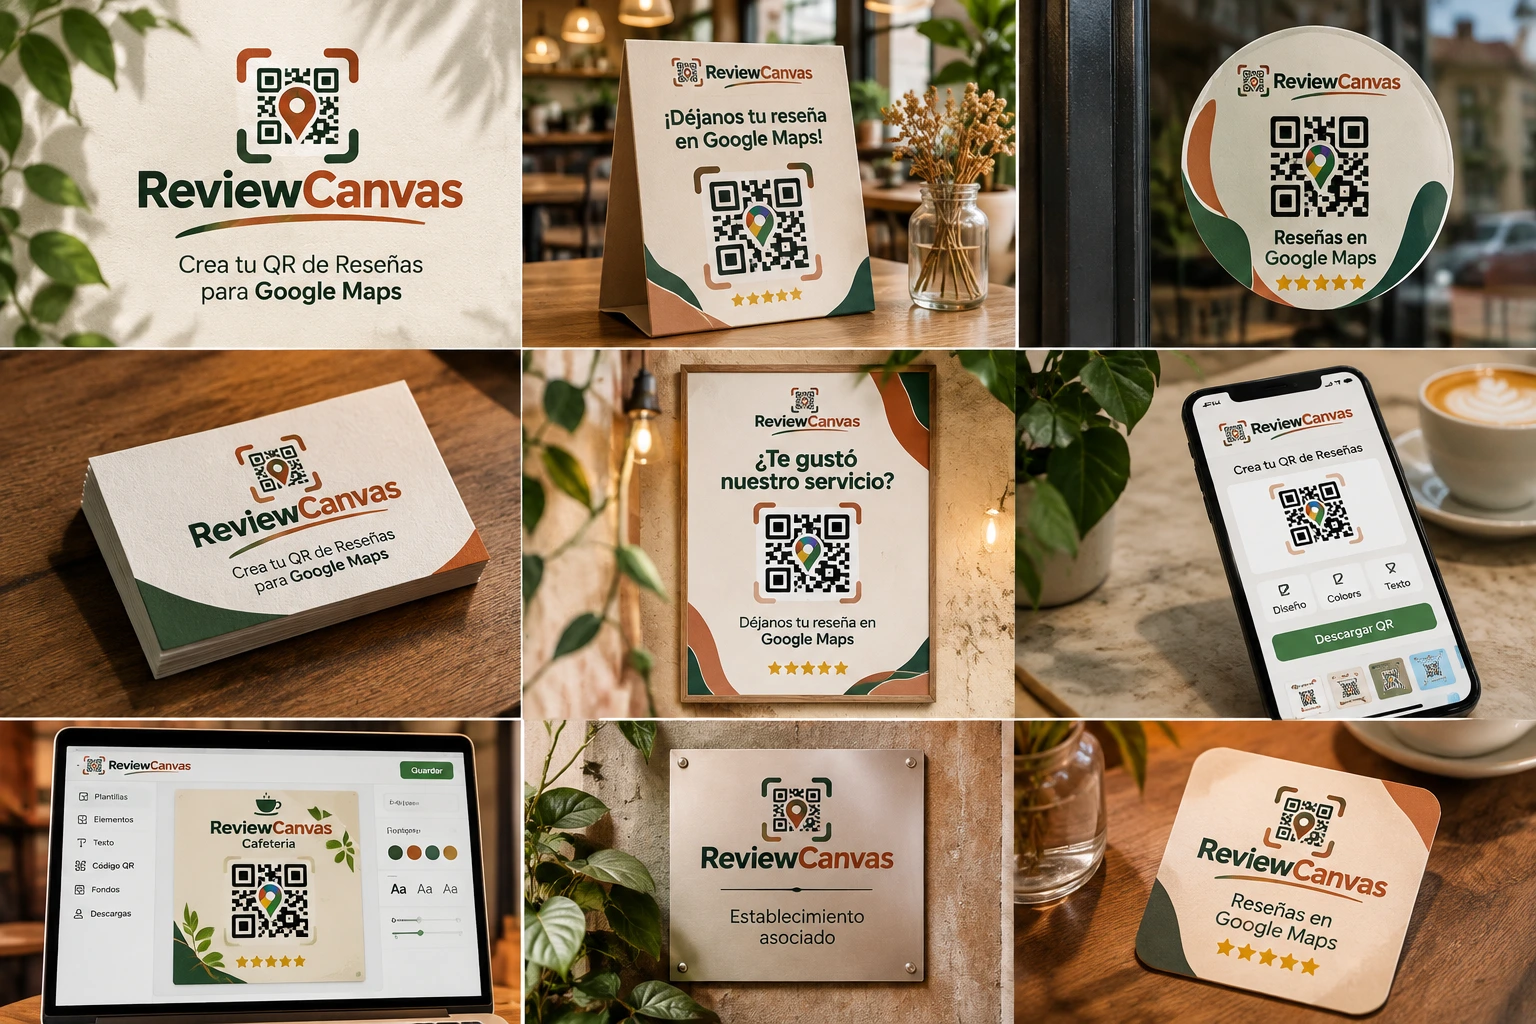 ReviewCanvas
Crea tu QR de Reseñas
para Google Maps
ReviewCanvas
¡Déjanos tu reseña
en Google Maps!
ReviewCanvas
Reseñas en
Google Maps
ReviewCanvas
Crea tu QR de Reseñas
para Google Maps
ReviewCanvas
¿Te gustó
nuestro servicio?
Déjanos tu reseña en
Google Maps
ReviewCanvas
Crea tu QR de Reseñas
Diseño
Coloers
Texto
Descargar QR
ReviewCanvas
Guardar
Plantillas
Elementos
Texto
Código QR
Fondos
Descargas
ReviewCanvas
Cafetería
Aa Aa Aa
ReviewCanvas
Establecimiento
asociado
ReviewCanvas
Reseñas en
Google Maps